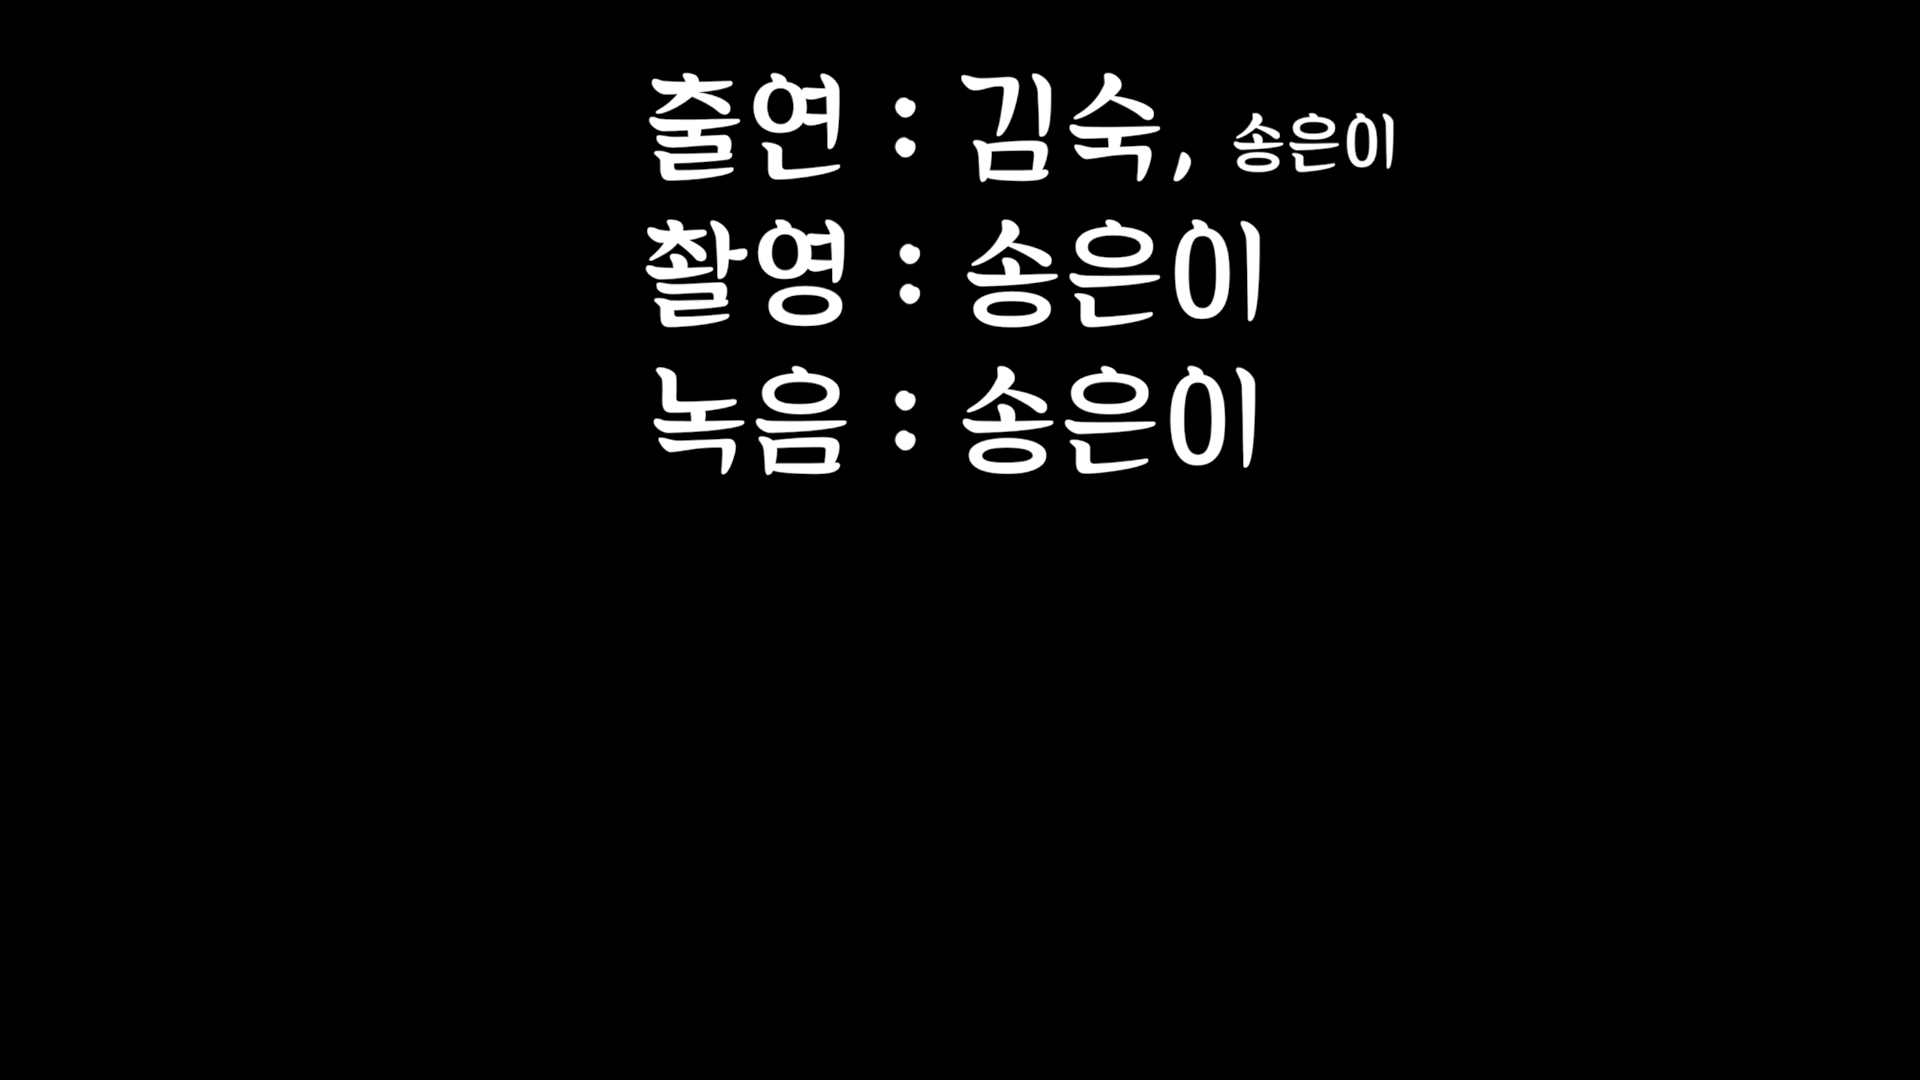 출연 : 김숙, 송은이
촬영 : 송은이
녹음 : 송은이